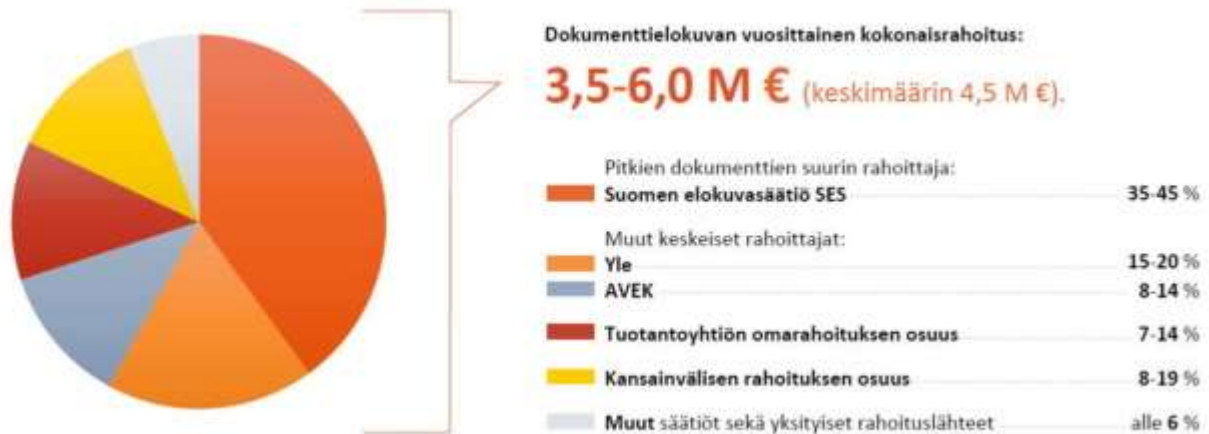 Dokumenttielokuvan vuosittainen kokonaisrahoitus:
3,5-6,0 M € (keskimäärin 4,5 M €).
Pitkien dokumenttien suurin rahoittaja:
Suomen elokuvasäätiö SES 35-45 %
Muut keskeiset rahoittajat:
Yle 15-20 %
AVEK 8-14 %
Tuotantoyhtiön omarahoituksen osuus 7-14 %
Kansainvälisen rahoituksen osuus 8-19 %
Muut säätiöt sekä yksityiset rahoituslähteet alle 6 %